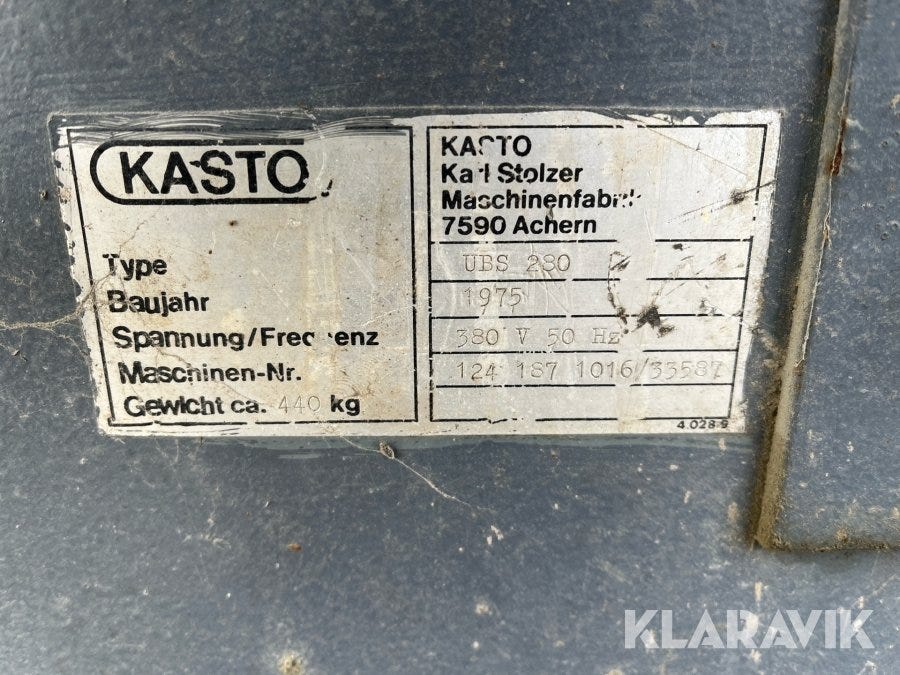 KASTO
KASTO
Karl Stolzer
Maschinenfabrik
7590 Achern
Type UBS 280
Baujahr 1975
Spannung/Frequenz 380 V 50 Hz
Maschinen-Nr. 124 187 1016/33587
Gewicht ca. 440 kg
4.028.9
KLARAVIK